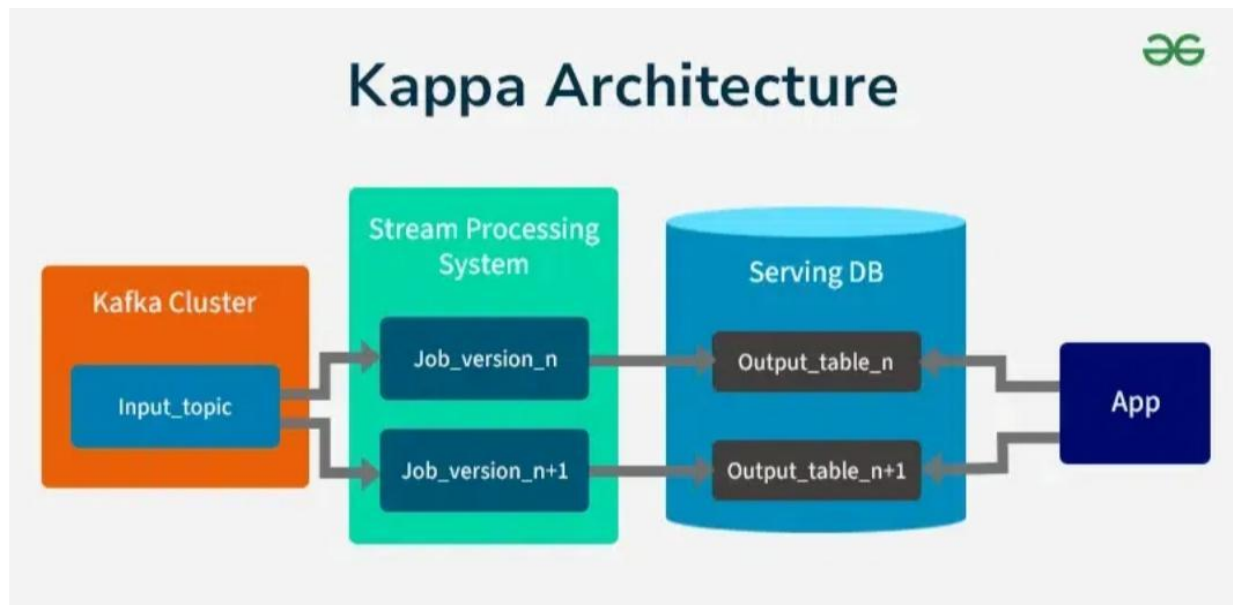 Kappa Architecture
Stream Processing
System
Kafka Cluster
Input_topic
Job_version_n
Job_version_n+1
Serving DB
Output_table_n
Output_table_n+1
App